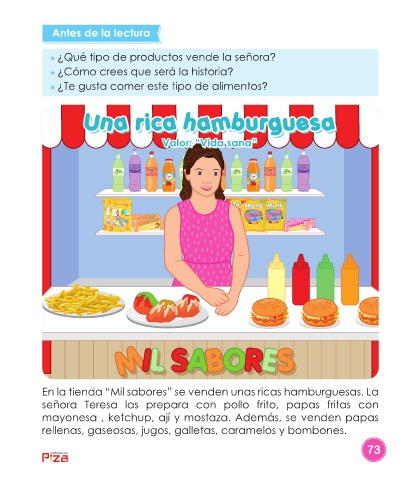 Antes de la lectura
¿Qué tipo de productos vende la señora?
¿Cómo crees que será la historia?
¿Te gusta comer este tipo de alimentos?
Una rica hamburguesa
Valor: "Vida sana"
MIL SABORES
En la tienda "Mil sabores" se venden unas ricas hamburguesas. La
señora Teresa las prepara con pollo frito, papas fritas con
mayonesa , ketchup, ají y mostaza. Además, se venden papas
rellenas, gaseosas, jugos, galletas, caramelos y bombones.
73